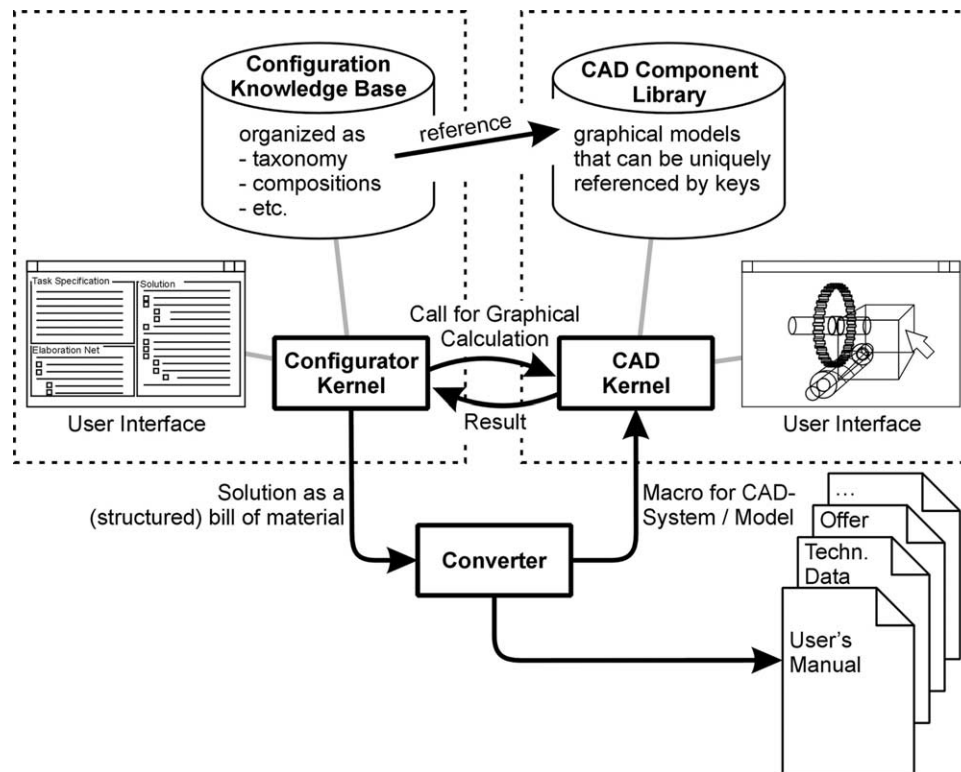 Configuration
Knowledge Base
organized as
- taxonomy
- compositions
- etc.
reference
CAD Component
Library
graphical models
that can be uniquely
referenced by keys
Task Specification
Solution
Elaboration Net
User Interface
Configurator
Kernel
Call for Graphical
Calculation
Result
CAD
Kernel
User Interface
Solution as a
(structured) bill of material
Converter
Macro for CAD-
System / Model
...
Offer
Techn.
Data
User's
Manual